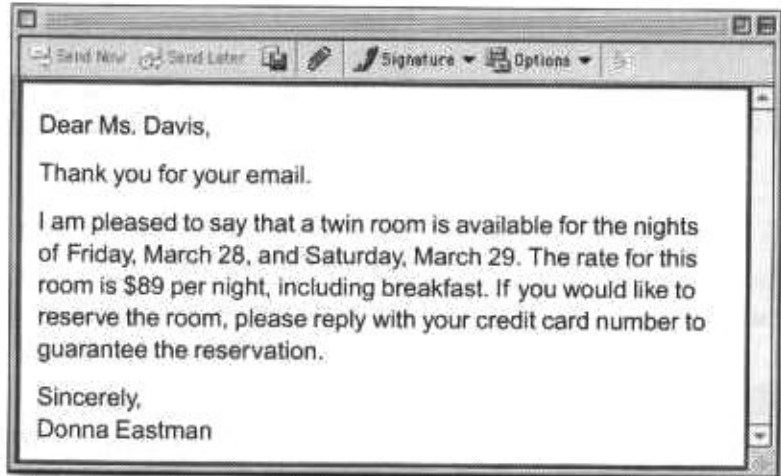 Send Now Send Later Signature Options
Dear Ms. Davis,
Thank you for your email.
I am pleased to say that a twin room is available for the nights
of Friday, March 28, and Saturday, March 29. The rate for this
room is $89 per night, including breakfast. If you would like to
reserve the room, please reply with your credit card number to
guarantee the reservation.
Sincerely,
Donna Eastman